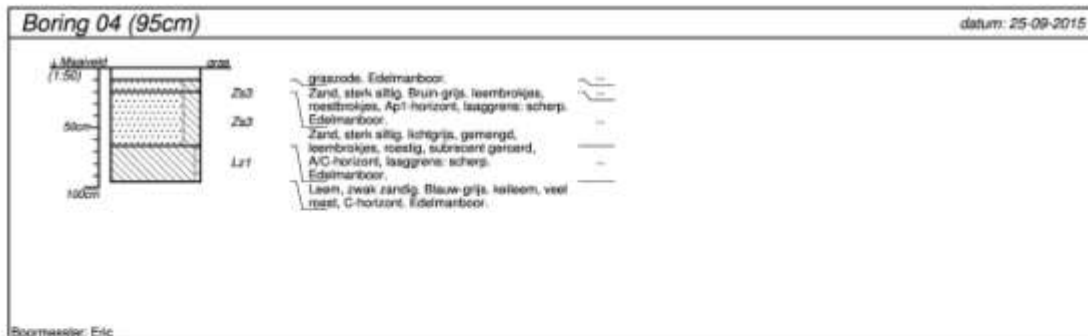 Boring 04 (95cm)
datum: 25-09-2015
Maaiveld
gras
(1:50)
graszode. Edelmanboor.
Zs3
Zand, sterk siltig. Bruin-grijs. leembrokjes,
roestbrokjes, Ap1-horizont, laaggrens: scherp.
Edelmanboor.
50cm
Zs3
Zand, sterk siltig. lichtgrijs, gemengd,
leembrokjes, roestig, subrecent geroerd,
A/C-horizont, laaggrens: scherp.
Edelmanboor.
Lz1
Leem, zwak zandig. Blauw-grijs. keileem, veel
roest, C-horizont. Edelmanboor.
100cm
Boormeester: Eric